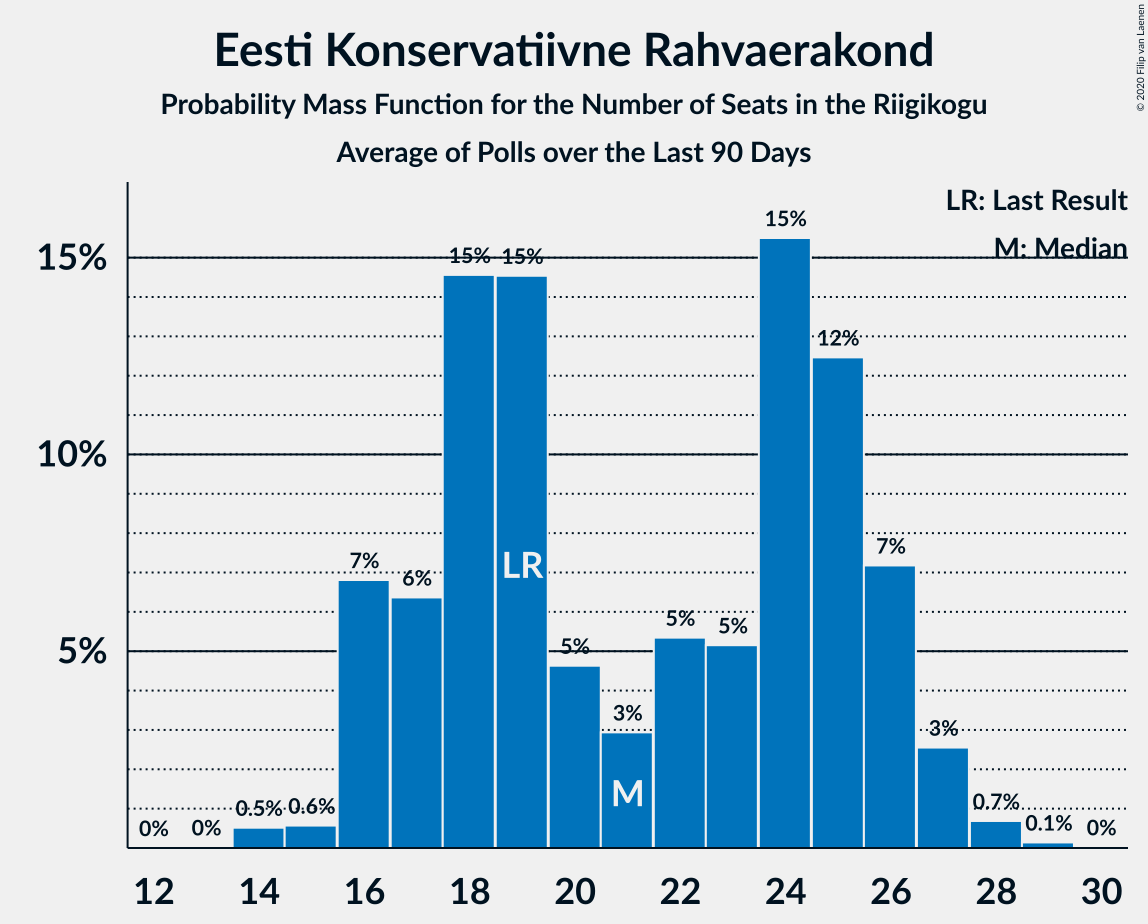 Eesti Konservatiivne Rahvaerakond
Probability Mass Function for the Number of Seats in the Riigikogu
Average of Polls over the Last 90 Days
© 2020 Filip van Laenen
LR: Last Result
M: Median
15%
10%
5%
0% 0% 0.5% 0.6% 7% 6% 15% 15% 5% 3% 5% 5% 15% 12% 7% 3% 0.7% 0.1% 0%
LR
M
12 14 16 18 20 22 24 26 28 30